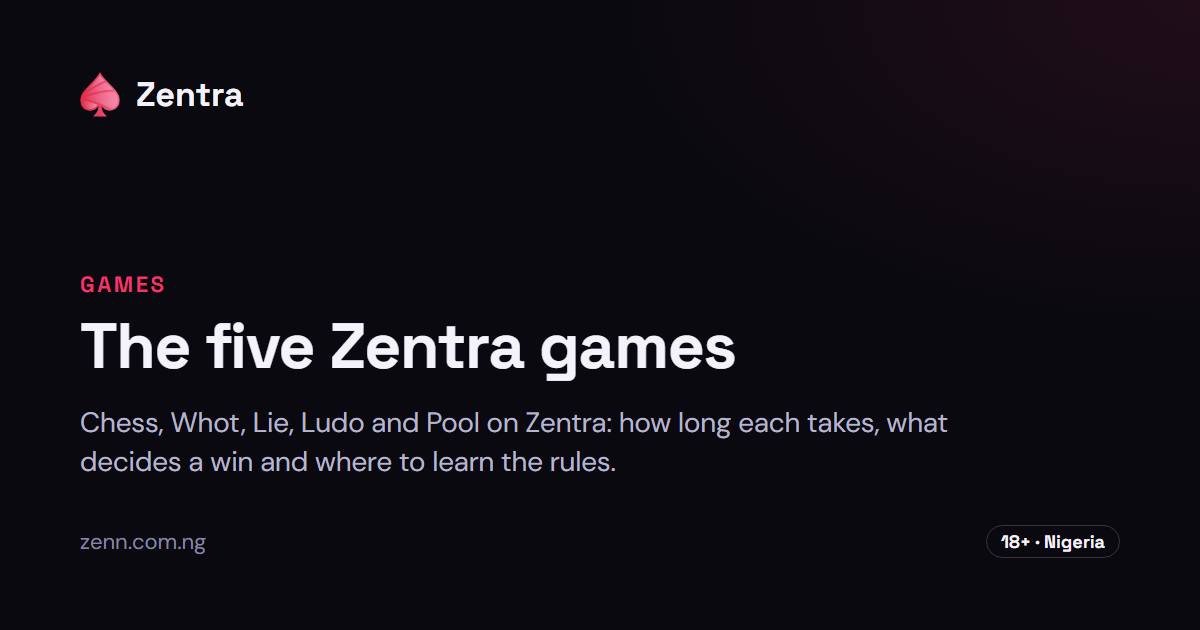 Zentra
GAMES
The five Zentra games
Chess, Whot, Lie, Ludo and Pool on Zentra: how long each takes, what
decides a win and where to learn the rules.
zenn.com.ng
18+ · Nigeria